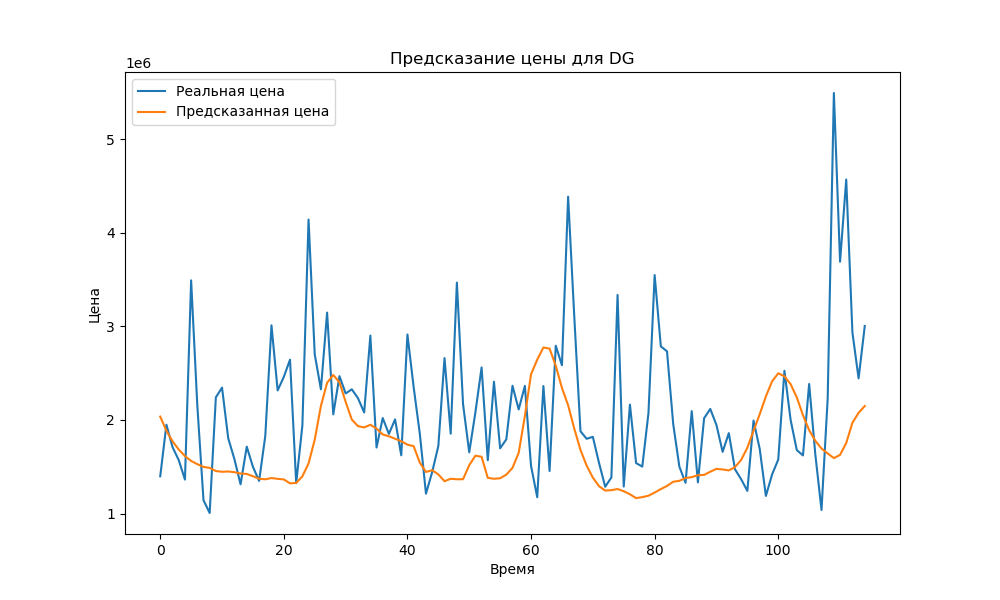 Предсказание цены для DG
1e6
Реальная цена
Предсказанная цена
5
4
3
2
1
Цена
0 20 40 60 80 100
Время